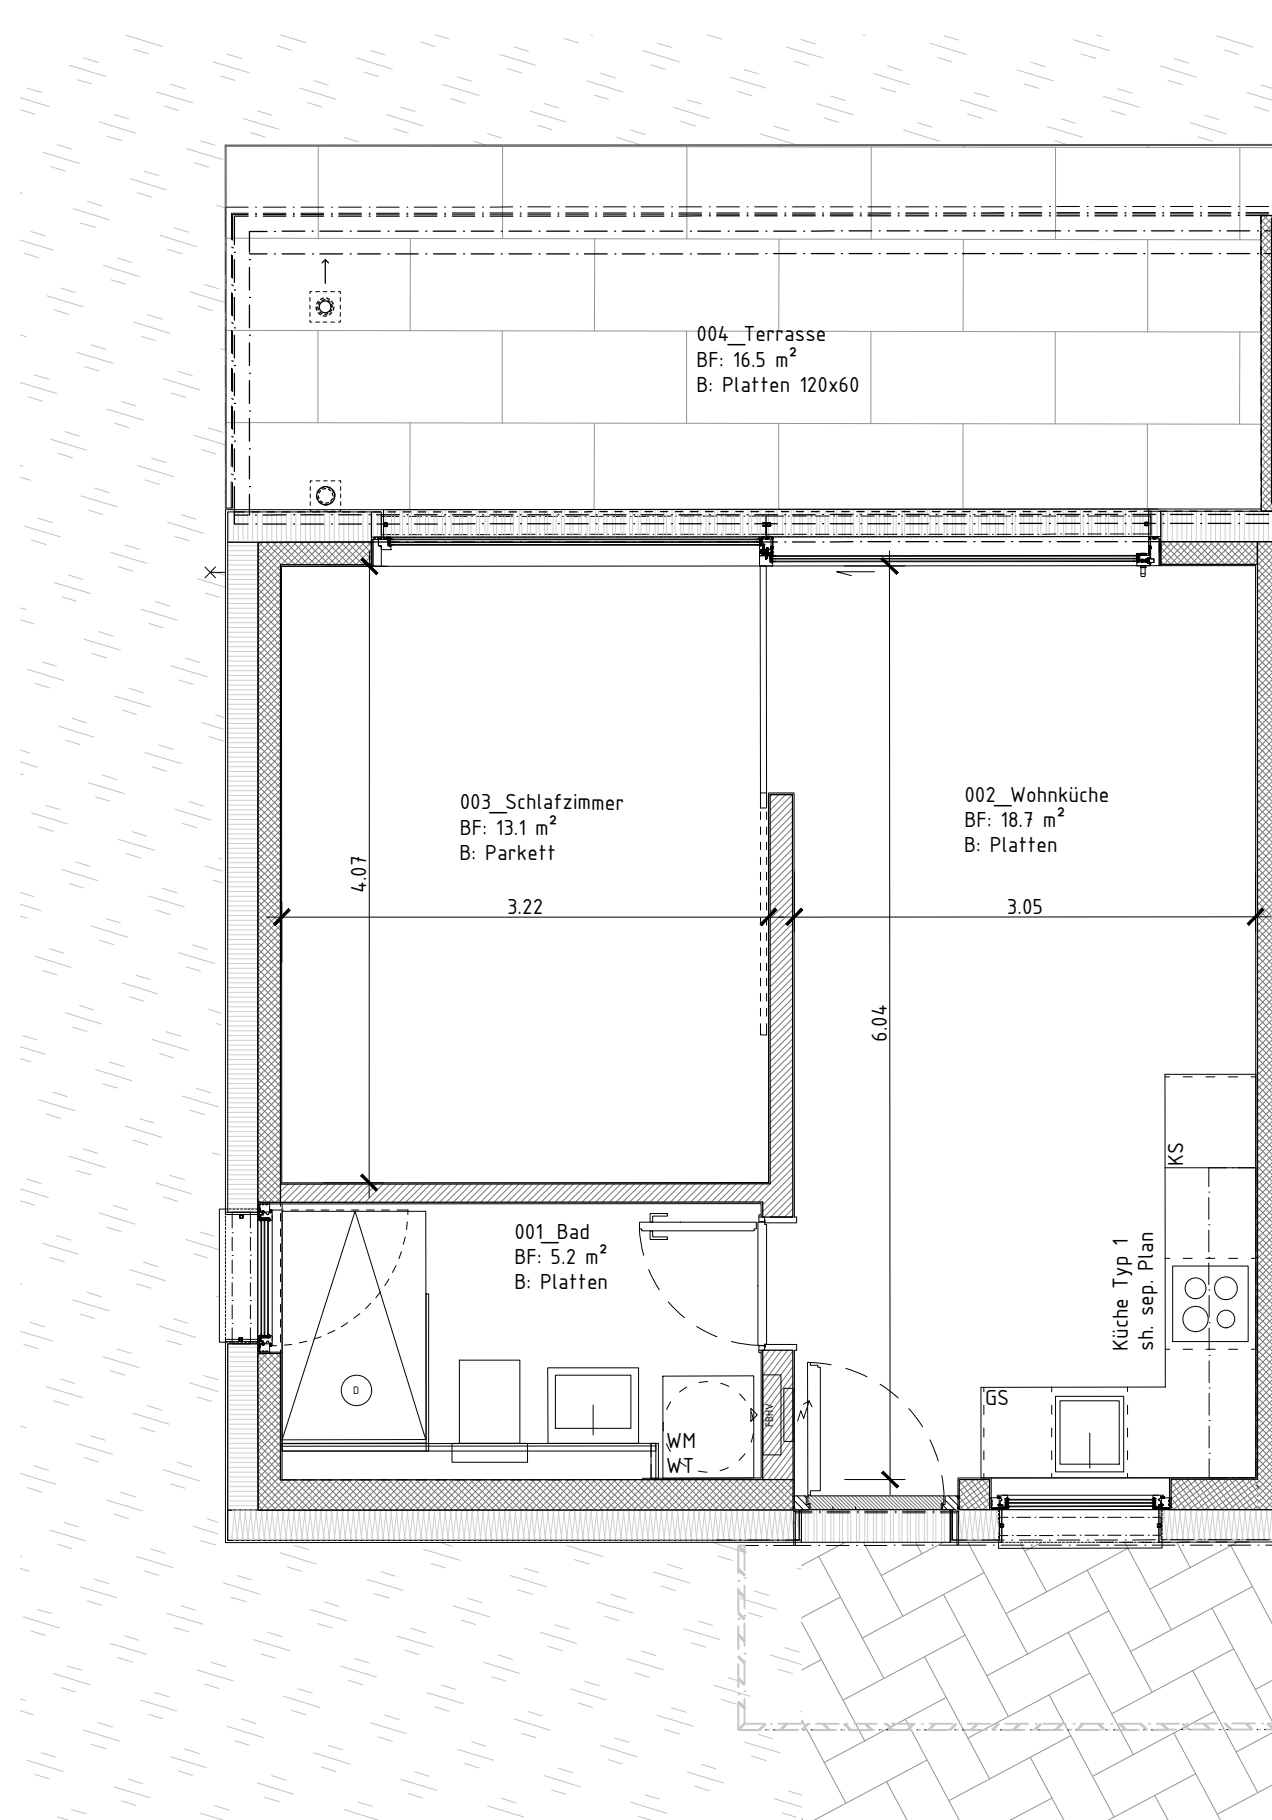 004_Terrasse
BF: 16.5 m²
B: Platten 120x60
003_Schlafzimmer
BF: 13.1 m²
B: Parkett
002_Wohnküche
BF: 18.7 m²
B: Platten
4.07
3.22
3.05
6.04
KS
001_Bad
BF: 5.2 m²
B: Platten
Küche Typ 1
sh. sep. Plan
D
GS
FBHV
WM
WT